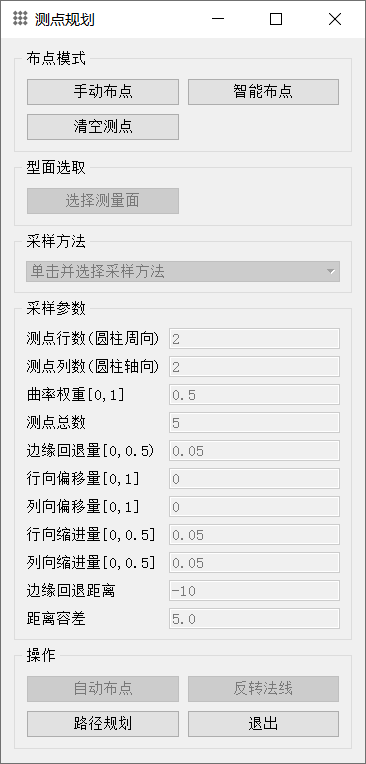 测点规划
布点模式
手动布点 智能布点
清空测点
型面选取
选择测量面
采样方法
单击并选择采样方法
采样参数
测点行数(圆柱周向) 2
测点列数(圆柱轴向) 2
曲率权重[0,1] 0.5
测点总数 5
边缘回退量[0,0.5) 0.05
行向偏移量[0,1] 0
列向偏移量[0,1] 0
行向缩进量[0,0.5] 0.05
列向缩进量[0,0.5] 0.05
边缘回退距离 -10
距离容差 5.0
操作
自动布点 反转法线
路径规划 退出